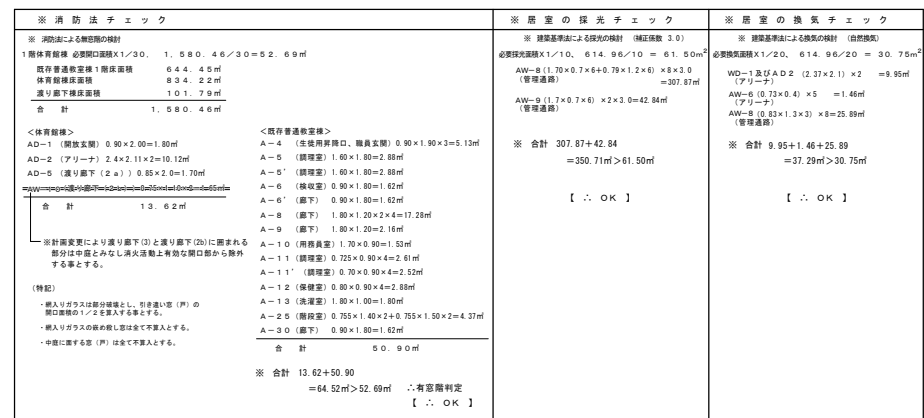 ※ 消 防 法 チ ェ ッ ク
※ 消防法による無窓階の検討
1階体育館棟 必要開口面積X1/30、 1,580.46/30=52.69㎡
既存普通教室棟1階床面積 644.45㎡
体育館棟床面積 834.22㎡
渡り廊下棟床面積 101.79㎡
合 計 1,580.46㎡
<体育館棟>
AD-1 (開放玄関) 0.90×2.00=1.80㎡
AD-2 (アリーナ) 2.4×2.11×2=10.12㎡
AD-5 (渡り廊下(2a)) 0.85×2.0=1.70㎡
AW-10(渡り廊下(2b)) 0.75×1.10×2=1.65㎡
合 計 13.62㎡
※計画変更により渡り廊下(3)と渡り廊下(2b)に囲まれる
部分は中庭とみなし消火活動上有効な開口部から除外
する事とする。
(特記)
・網入りガラスは部分破壊とし、引き違い窓(戸)の
開口面積の1/2を算入する事とする。
・網入りガラスの嵌め殺し窓は全て不算入とする。
・中庭に面する窓(戸)は全て不算入とする。
<既存普通教室棟>
A-4 (生徒用昇降口、職員玄関) 0.90×1.90×3=5.13㎡
A-5 (調理室) 1.60×1.80=2.88㎡
A-5' (調理室) 1.60×1.80=2.88㎡
A-6 (検収室) 0.90×1.80=1.62㎡
A-6' (廊下) 0.90×1.80=1.62㎡
A-8 (廊下) 1.80×1.20×2×4=17.28㎡
A-9 (廊下) 1.80×1.20=2.16㎡
A-10 (用務員室) 1.70×0.90=1.53㎡
A-11 (調理室) 0.725×0.90×4=2.61㎡
A-11' (調理室) 0.70×0.90×4=2.52㎡
A-12 (保健室) 0.80×0.90×4=2.88㎡
A-13 (洗濯室) 1.80×1.00=1.80㎡
A-25 (階段室) 0.755×1.40×2+0.755×1.50×2=4.37㎡
A-30 (廊下) 0.90×1.80=1.62㎡
合 計 50.90㎡
※ 合計 13.62+50.90
=64.52㎡>52.69㎡ ∴有窓階判定
【 ∴ OK 】
※ 居 室 の 採 光 チ ェ ッ ク
※ 建築基準法による採光の検討 (補正係数 3.0)
必要採光面積X1/10、 614.96/10 = 61.50m²
AW-8(1.70×0.7×6+0.79×1.2×6) ×8×3.0
(管理通路) =307.87㎡
AW-9(1.7×0.7×6) ×2×3.0=42.84㎡
(管理通路)
※ 合計 307.87+42.84
=350.71㎡>61.50㎡
【 ∴ OK 】
※ 居 室 の 換 気 チ ェ ッ ク
※ 建築基準法による換気の検討 (自然換気)
必要換気面積X1/20、 614.96/20 = 30.75m²
WD-1及びAD2 (2.37×2.1) ×2 =9.95㎡
(アリーナ)
AW-6(0.73×0.4) ×5 =1.46㎡
(アリーナ)
AW-8(0.83×1.3×3) ×8=25.89㎡
(管理通路)
※ 合計 9.95+1.46+25.89
=37.29㎡>30.75㎡
【 ∴ OK 】